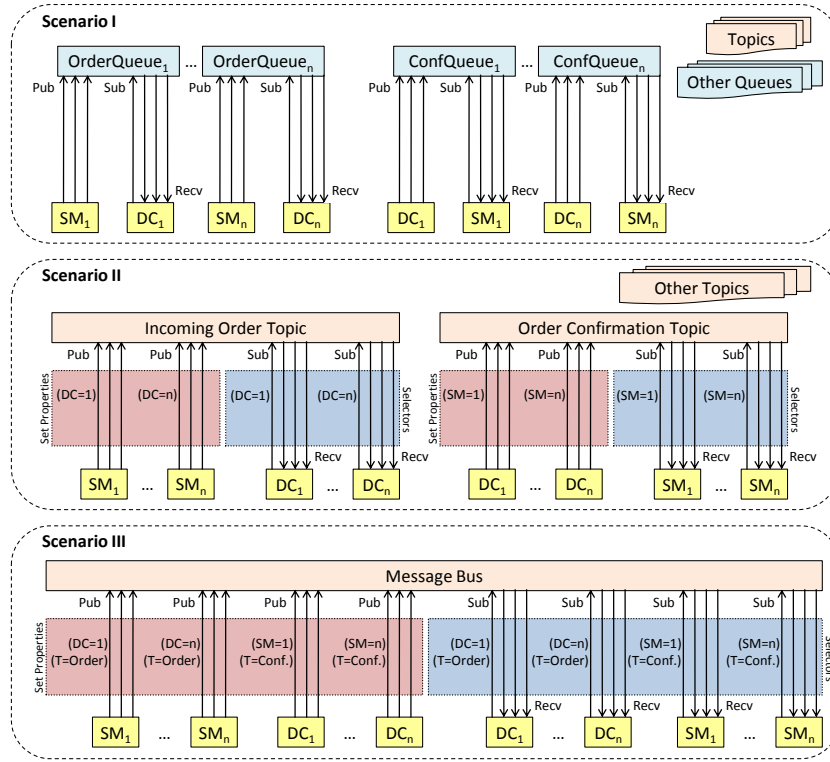 Scenario I
Topics
Other Queues
OrderQueue1 ... OrderQueuen ConfQueue1 ... ConfQueuen
Pub Sub Pub Sub Pub Sub Pub Sub
Recv Recv Recv Recv
SM1 DC1 SMn DCn DC1 SM1 DCn SMn
Scenario II
Other Topics
Incoming Order Topic Order Confirmation Topic
Pub Pub Sub Sub Pub Pub Sub Sub
Set Properties (DC=1) (DC=n) (DC=1) (DC=n) Selectors Set Properties (SM=1) (SM=n) (SM=1) (SM=n) Selectors
Recv Recv Recv Recv
SM1 ... SMn DC1 ... DCn DC1 ... DCn SM1 ... SMn
Scenario III
Message Bus
Pub Pub Pub Pub Sub Sub Sub Sub
Set Properties (DC=1) (DC=n) (SM=1) (SM=n) (DC=1) (DC=n) (SM=1) (SM=n) Selectors
(T=Order) (T=Order) (T=Conf.) (T=Conf.) (T=Order) (T=Order) (T=Conf.) (T=Conf.)
Recv Recv Recv Recv
SM1 ... SMn DC1 ... DCn DC1 ... DCn SM1 ... SMn